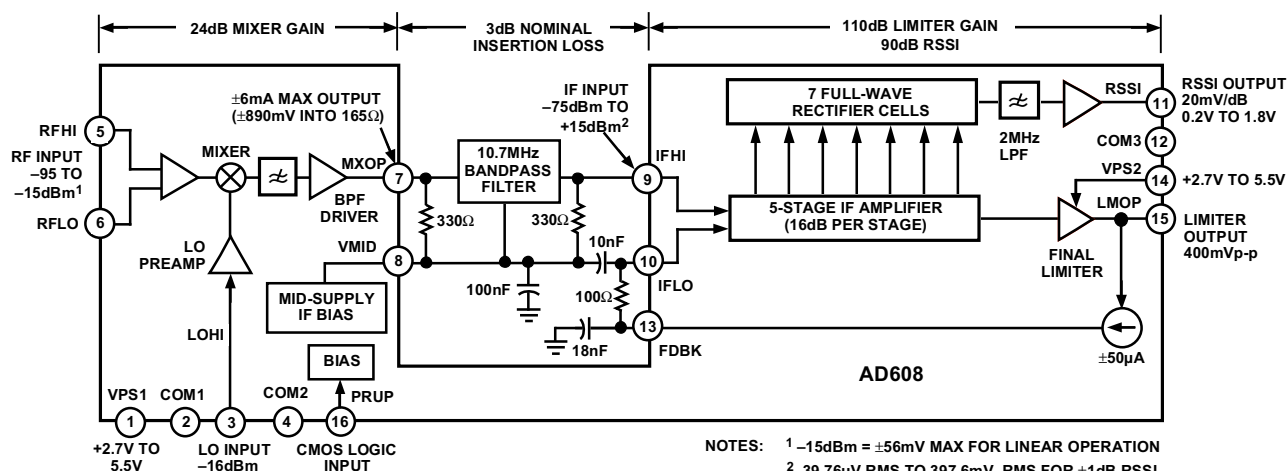 24dB MIXER GAIN
3dB NOMINAL
INSERTION LOSS
110dB LIMITER GAIN
90dB RSSI
±6mA MAX OUTPUT
(±890mV INTO 165Ω)
IF INPUT
–75dBm TO
+15dBm2
7 FULL-WAVE
RECTIFIER CELLS
2MHz
LPF
RSSI
11
RSSI OUTPUT
20mV/dB
0.2V TO 1.8V
COM3
12
VPS2
14
+2.7V TO 5.5V
LMOP
15
LIMITER
OUTPUT
400mVp-p
RFHI
5
RF INPUT
–95 TO
–15dBm1
RFLO
6
MIXER
MXOP
7
BPF
DRIVER
LO
PREAMP
10.7MHz
BANDPASS
FILTER
330Ω
330Ω
IFHI
9
5-STAGE IF AMPLIFIER
(16dB PER STAGE)
FINAL
LIMITER
VMID
8
10nF
10
IFLO
MID-SUPPLY
IF BIAS
100nF
100Ω
18nF
13
FDBK
±50µA
LOHI
BIAS
PRUP
AD608
VPS1
COM1
COM2
1
2
3
4
16
+2.7V TO
5.5V
LO INPUT
–16dBm
CMOS LOGIC
INPUT
NOTES:
1 –15dBm = ±56mV MAX FOR LINEAR OPERATION
2 39.76µV RMS TO 397.6mV RMS FOR ±1dB RSSI